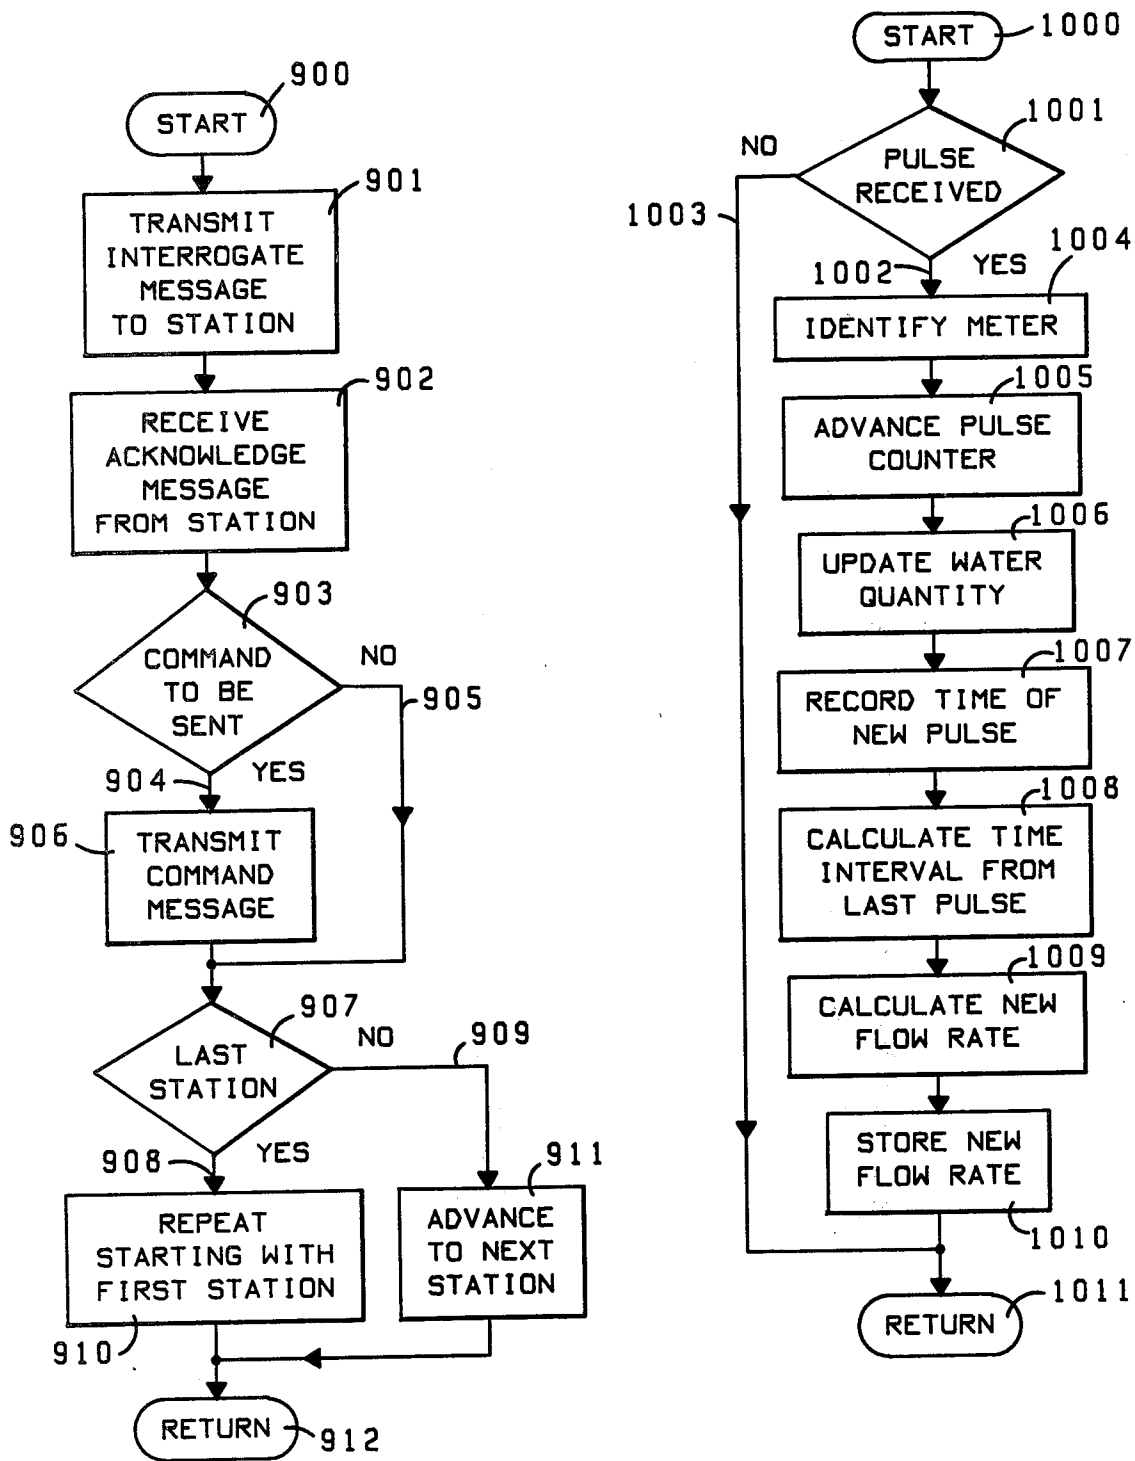 900
START
901
TRANSMIT
INTERROGATE
MESSAGE
TO STATION
902
RECEIVE
ACKNOWLEDGE
MESSAGE
FROM STATION
903
COMMAND
TO BE
SENT
NO
905
904
YES
906
TRANSMIT
COMMAND
MESSAGE
907
LAST
STATION
NO
909
908
YES
911
REPEAT
STARTING WITH
FIRST STATION
910
ADVANCE
TO NEXT
STATION
RETURN
912
START
1000
1001
PULSE
RECEIVED
NO
1003
1002
YES
1004
IDENTIFY METER
1005
ADVANCE PULSE
COUNTER
1006
UPDATE WATER
QUANTITY
1007
RECORD TIME OF
NEW PULSE
1008
CALCULATE TIME
INTERVAL FROM
LAST PULSE
1009
CALCULATE NEW
FLOW RATE
STORE NEW
FLOW RATE
1010
RETURN
1011